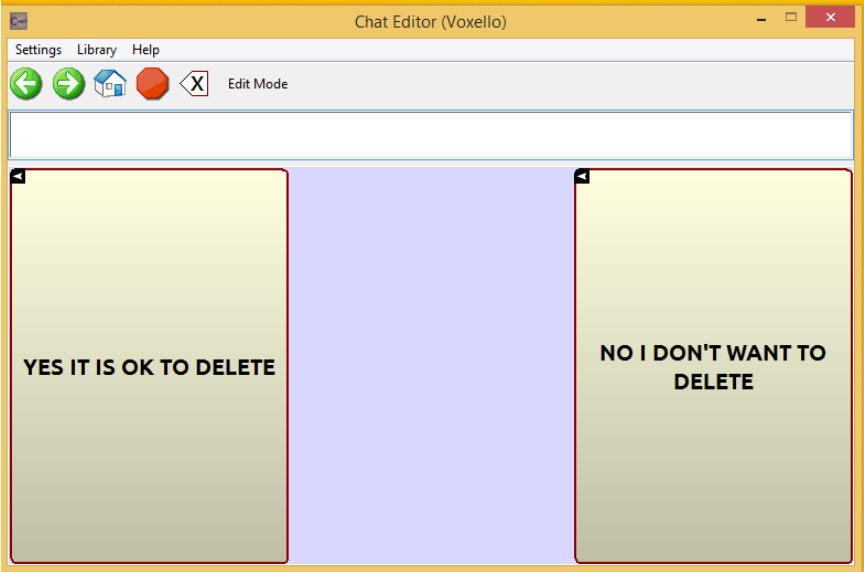 Chat Editor (Voxello)
Settings Library Help
X Edit Mode
YES IT IS OK TO DELETE
NO I DON'T WANT TO
DELETE